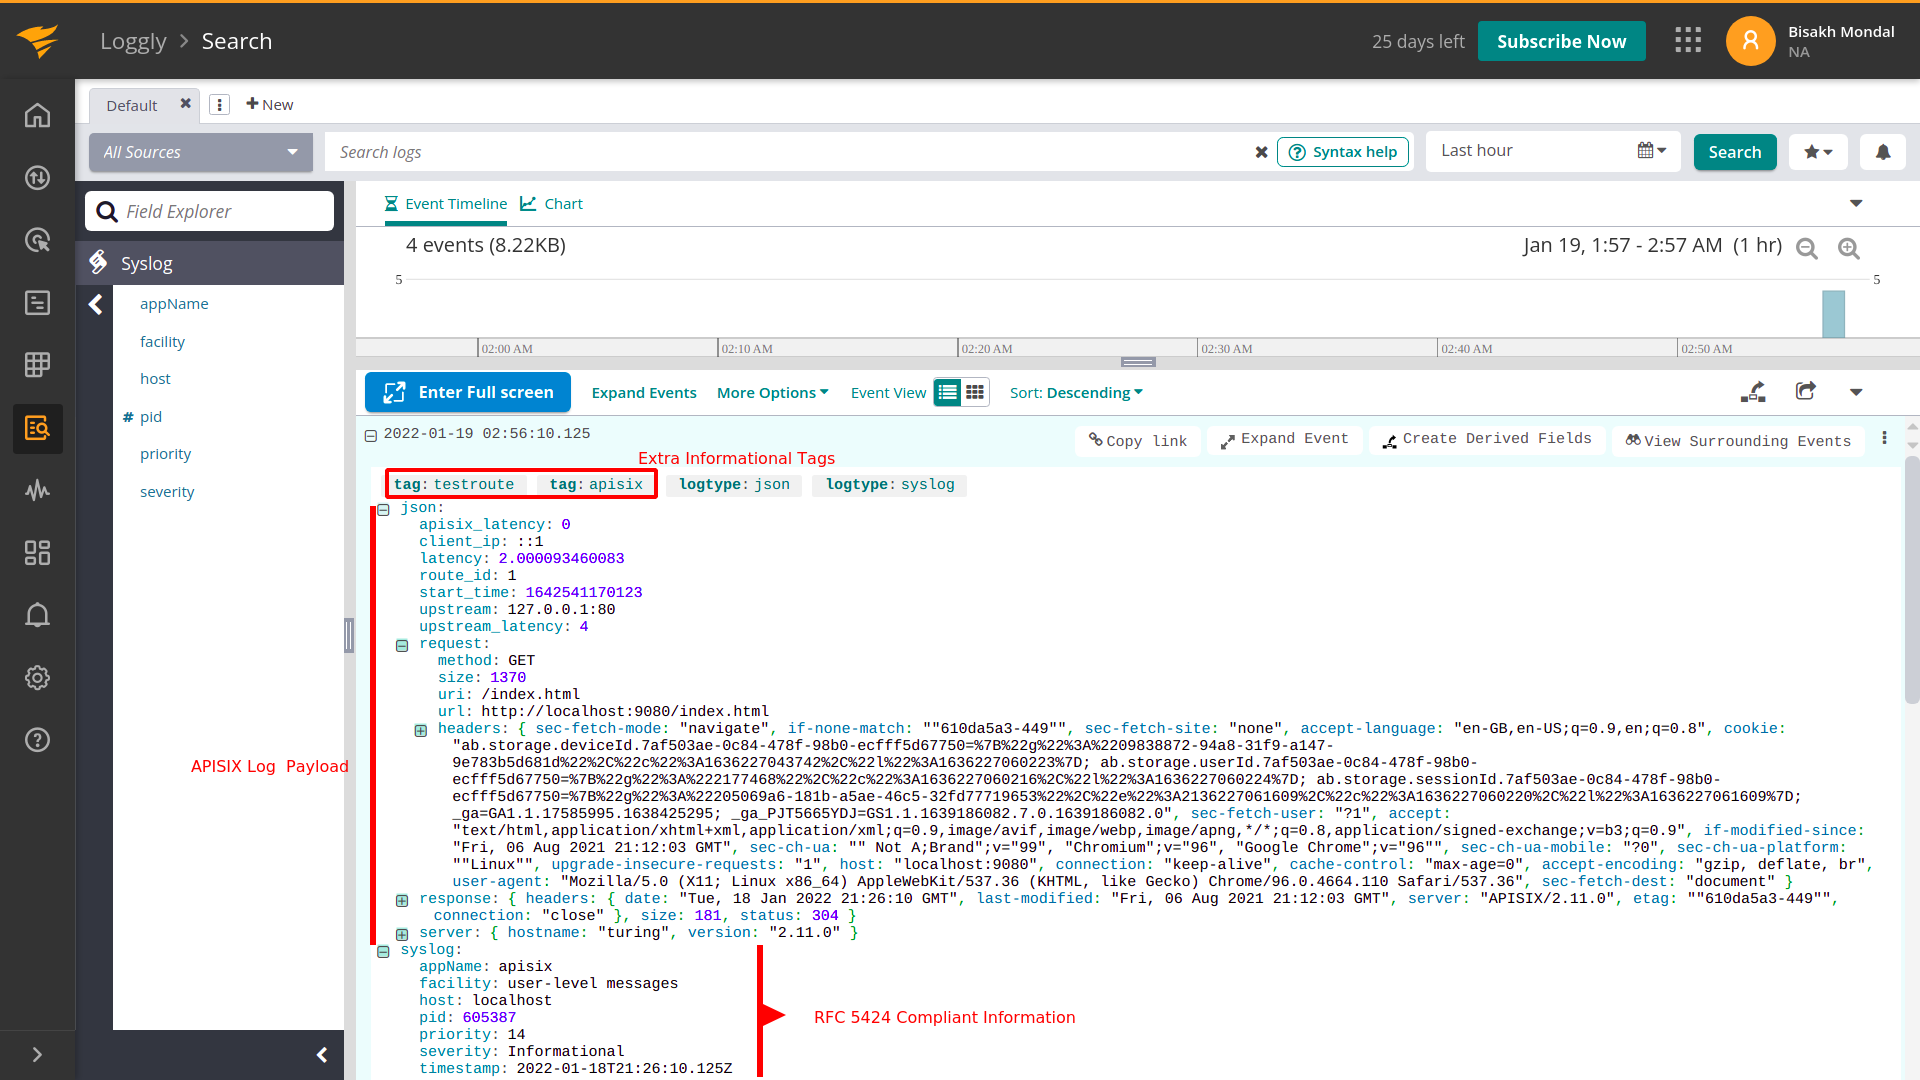 Loggly > Search
25 days left
Subscribe Now
Bisakh Mondal
NA
Default
New
All Sources
Search logs
Syntax help
Last hour
Search
Field Explorer
Syslog
appName
facility
host
# pid
priority
severity
Event Timeline
Chart
4 events (8.22KB)
Jan 19, 1:57 - 2:57 AM (1 hr)
5
5
02:00 AM
02:10 AM
02:20 AM
02:30 AM
02:40 AM
02:50 AM
Enter Full screen
Expand Events
More Options
Event View
Sort: Descending
2022-01-19 02:56:10.125
Copy link
Expand Event
Create Derived Fields
View Surrounding Events
Extra Informational Tags
tag: testroute
tag: apisix
logtype: json
logtype: syslog
json:
apisix_latency: 0
client_ip: ::1
latency: 2.000093460083
route_id: 1
start_time: 1642541170123
upstream: 127.0.0.1:80
upstream_latency: 4
request:
method: GET
size: 1370
uri: /index.html
url: http://localhost:9080/index.html
headers: { sec-fetch-mode: "navigate", if-none-match: ""610da5a3-449"", sec-fetch-site: "none", accept-language: "en-GB,en-US;q=0.9,en;q=0.8", cookie:
"ab.storage.deviceId.7af503ae-0c84-478f-98b0-ecfff5d67750=%7B%22g%22%3A%2209838872-94a8-31f9-a147-
9e783b5d681d%22%2C%22c%22%3A1636227043742%2C%22l%22%3A1636227060223%7D; ab.storage.userId.7af503ae-0c84-478f-98b0-
ecfff5d67750=%7B%22g%22%3A%222177468%22%2C%22c%22%3A1636227060216%2C%22l%22%3A1636227060224%7D; ab.storage.sessionId.7af503ae-0c84-478f-98b0-
ecfff5d67750=%7B%22g%22%3A%22205069a6-181b-a5ae-46c5-32fd77719653%22%2C%22e%22%3A2136227061609%2C%22c%22%3A1636227060220%2C%22l%22%3A1636227061609%7D;
_ga=GA1.1.17585995.1638425295; _ga_PJT5665YDJ=GS1.1.1639186082.7.0.1639186082.0", sec-fetch-user: "?1", accept:
"text/html,application/xhtml+xml,application/xml;q=0.9,image/avif,image/webp,image/apng,*/*;q=0.8,application/signed-exchange;v=b3;q=0.9", if-modified-since:
"Fri, 06 Aug 2021 21:12:03 GMT", sec-ch-ua: "" Not A;Brand";v="99", "Chromium";v="96", "Google Chrome";v="96"", sec-ch-ua-mobile: "?0", sec-ch-ua-platform:
""Linux"", upgrade-insecure-requests: "1", host: "localhost:9080", connection: "keep-alive", cache-control: "max-age=0", accept-encoding: "gzip, deflate, br",
user-agent: "Mozilla/5.0 (X11; Linux x86_64) AppleWebKit/537.36 (KHTML, like Gecko) Chrome/96.0.4664.110 Safari/537.36", sec-fetch-dest: "document" }
response: { headers: { date: "Tue, 18 Jan 2022 21:26:10 GMT", last-modified: "Fri, 06 Aug 2021 21:12:03 GMT", server: "APISIX/2.11.0", etag: ""610da5a3-449"",
connection: "close" }, size: 181, status: 304 }
server: { hostname: "turing", version: "2.11.0" }
APISIX Log Payload
syslog:
appName: apisix
facility: user-level messages
host: localhost
pid: 605387
priority: 14
severity: Informational
timestamp: 2022-01-18T21:26:10.125Z
RFC 5424 Compliant Information